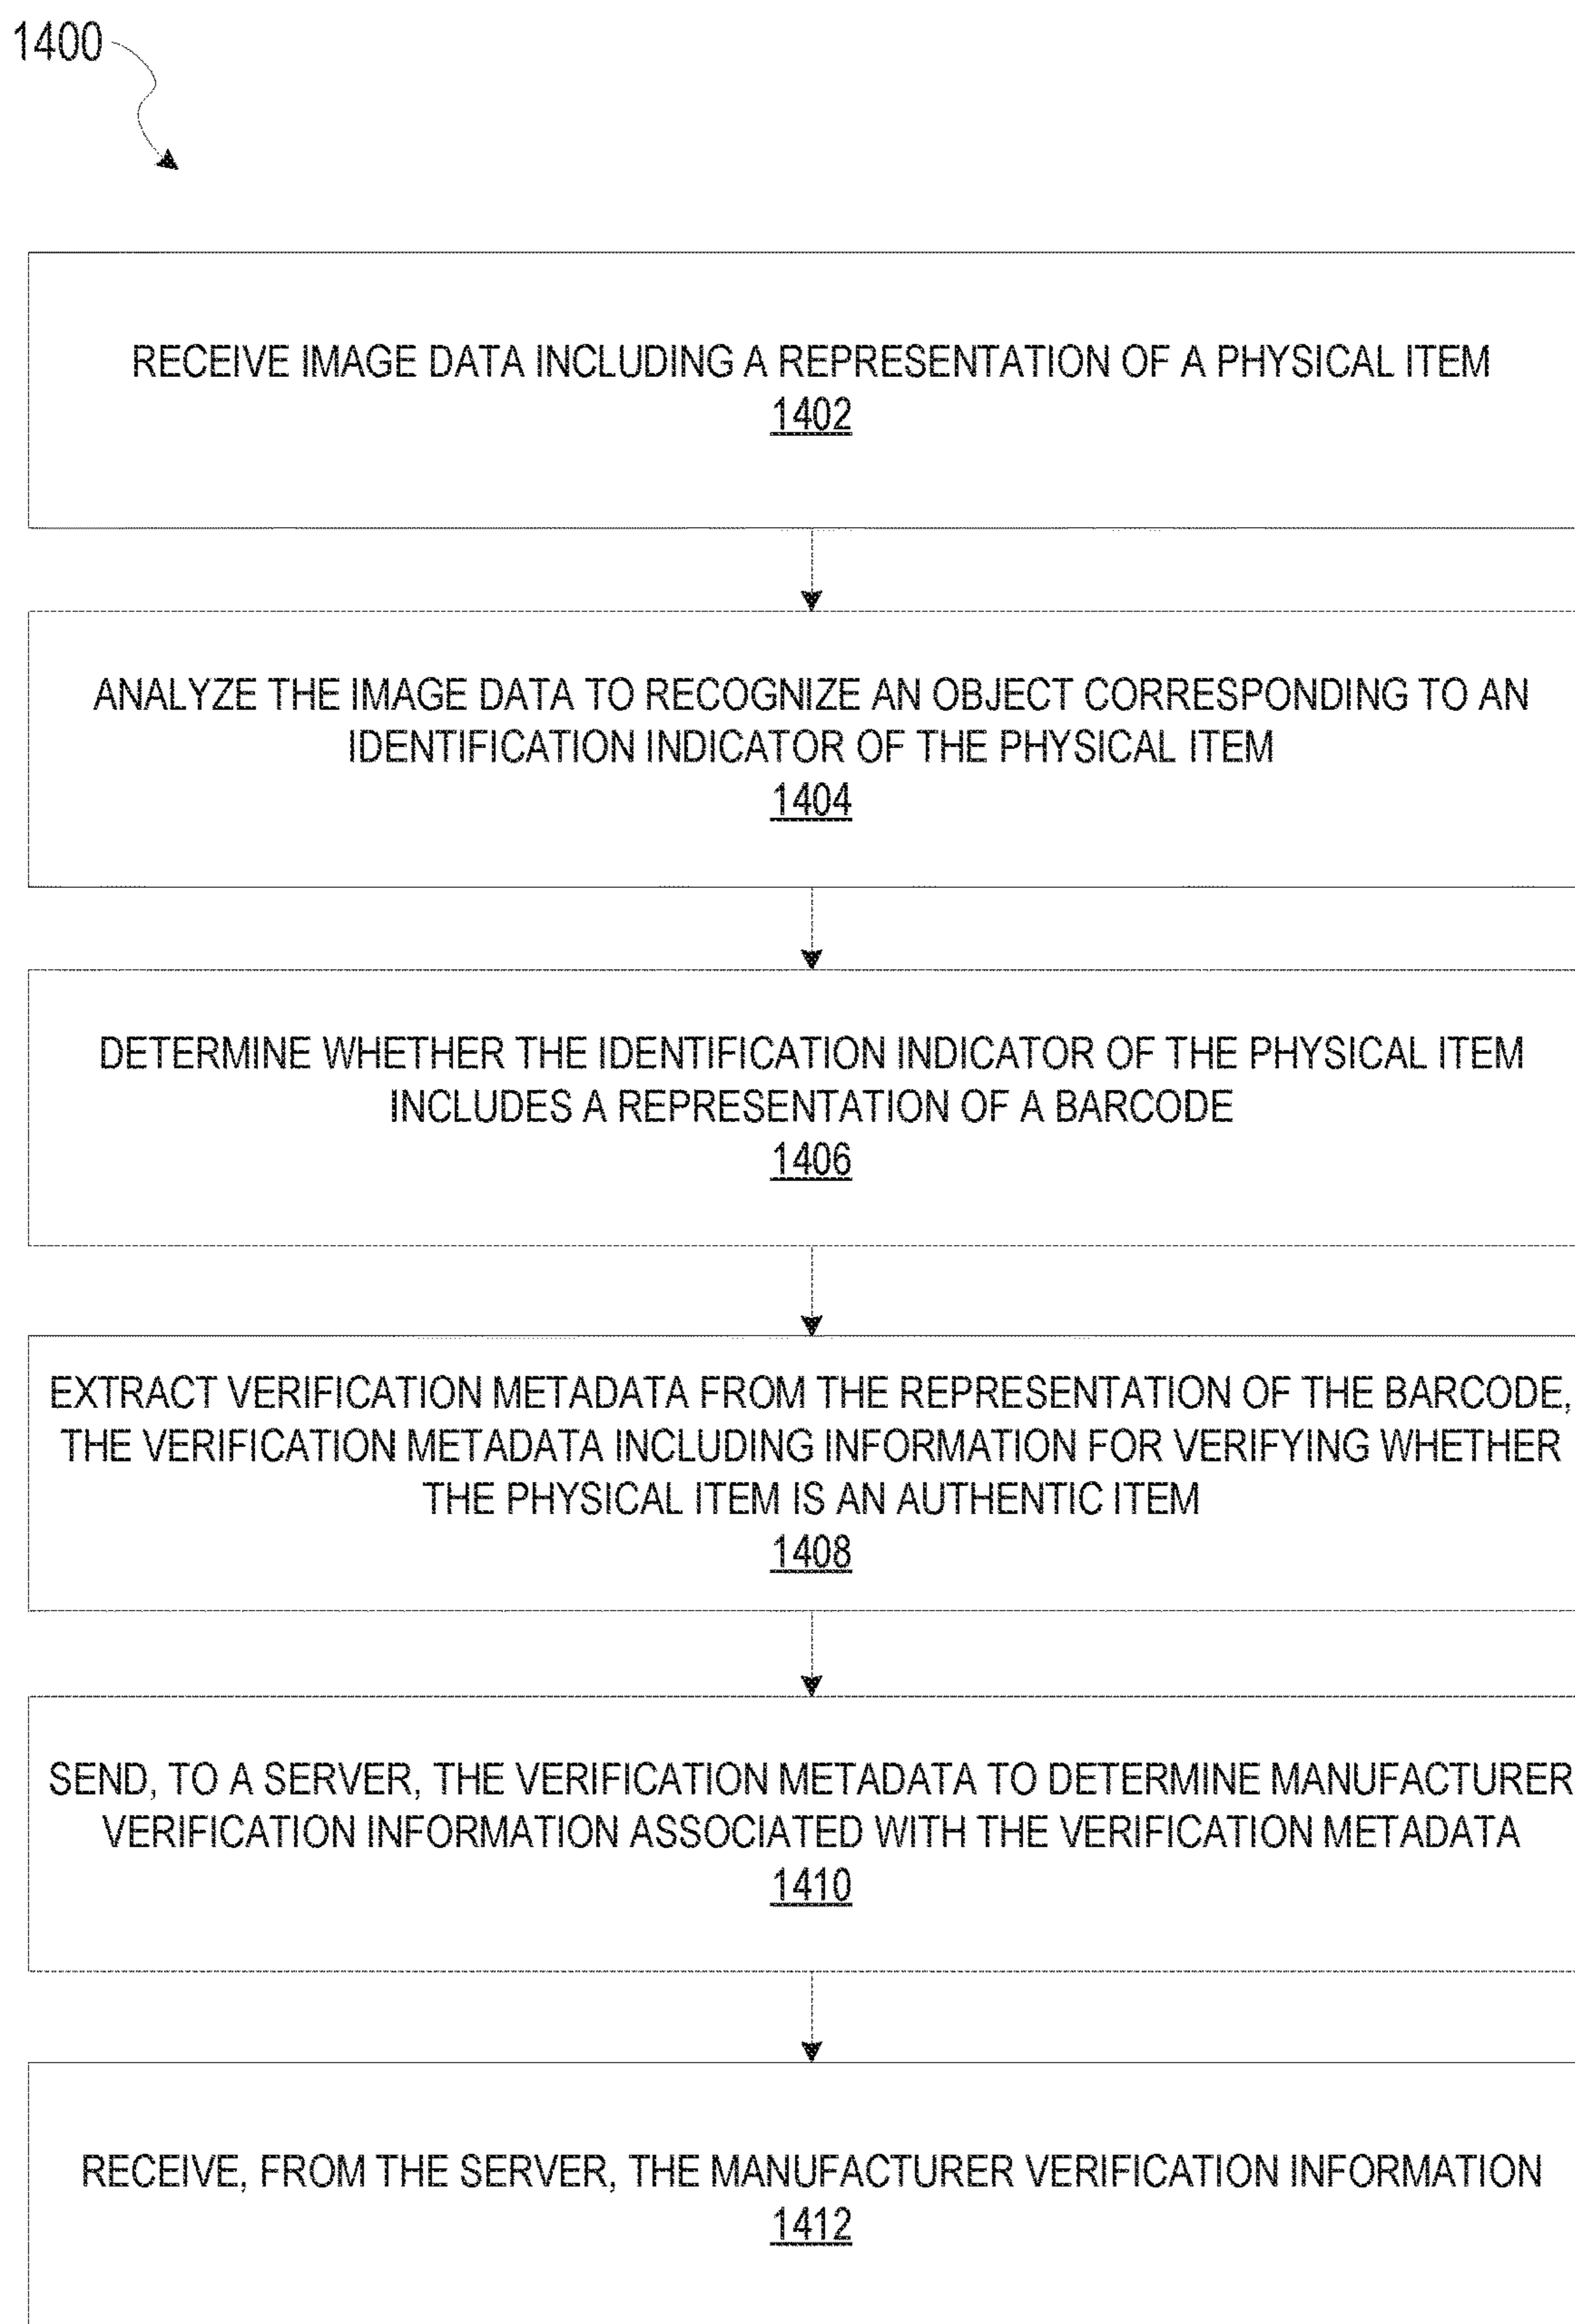 1400
RECEIVE IMAGE DATA INCLUDING A REPRESENTATION OF A PHYSICAL ITEM
1402
ANALYZE THE IMAGE DATA TO RECOGNIZE AN OBJECT CORRESPONDING TO AN
IDENTIFICATION INDICATOR OF THE PHYSICAL ITEM
1404
DETERMINE WHETHER THE IDENTIFICATION INDICATOR OF THE PHYSICAL ITEM
INCLUDES A REPRESENTATION OF A BARCODE
1406
EXTRACT VERIFICATION METADATA FROM THE REPRESENTATION OF THE BARCODE,
THE VERIFICATION METADATA INCLUDING INFORMATION FOR VERIFYING WHETHER
THE PHYSICAL ITEM IS AN AUTHENTIC ITEM
1408
SEND, TO A SERVER, THE VERIFICATION METADATA TO DETERMINE MANUFACTURER
VERIFICATION INFORMATION ASSOCIATED WITH THE VERIFICATION METADATA
1410
RECEIVE, FROM THE SERVER, THE MANUFACTURER VERIFICATION INFORMATION
1412